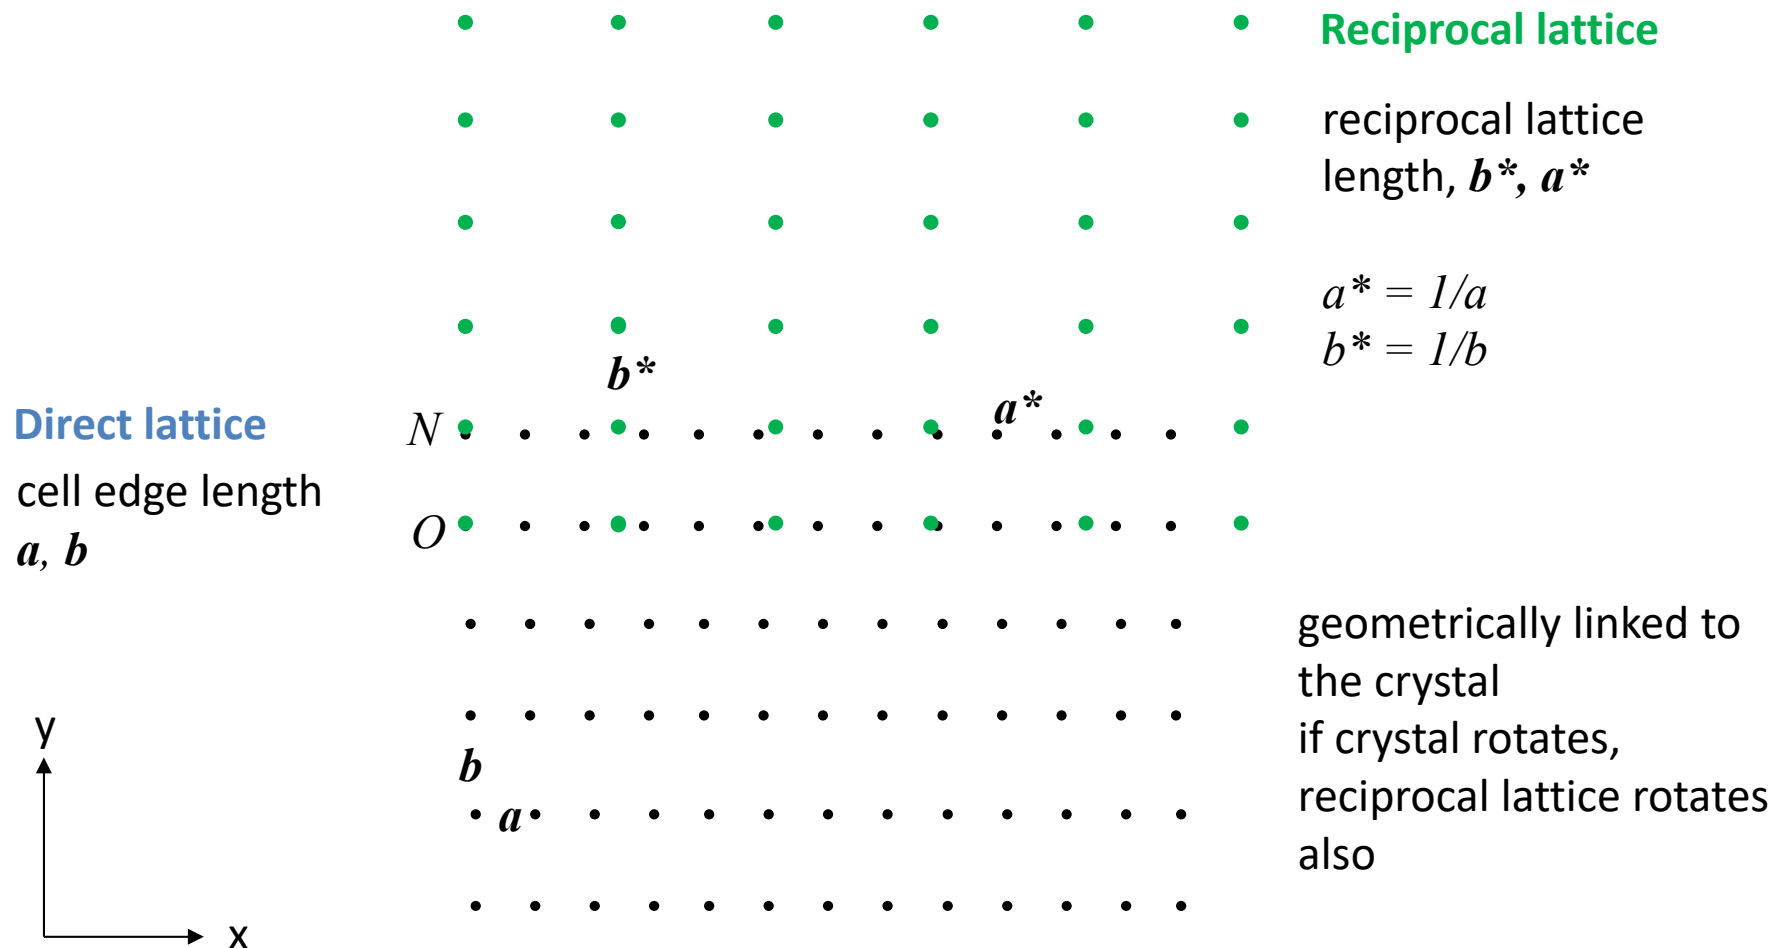 Reciprocal lattice
reciprocal lattice
length, b*, a*
a* = 1/a
b* = 1/b
b*
a*
Direct lattice
N
cell edge length
O
a, b
geometrically linked to
the crystal
if crystal rotates,
reciprocal lattice rotates
also
y
b
a
x